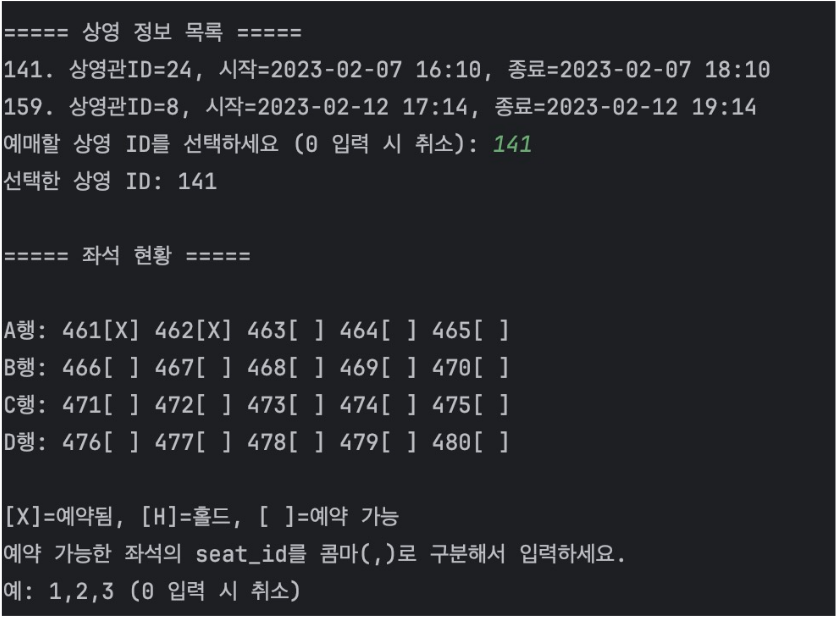 ===== 상영 정보 목록 =====
141. 상영관ID=24, 시작=2023-02-07 16:10, 종료=2023-02-07 18:10
159. 상영관ID=8, 시작=2023-02-12 17:14, 종료=2023-02-12 19:14
예매할 상영 ID를 선택하세요 (0 입력 시 취소): 141
선택한 상영 ID: 141
===== 좌석 현황 =====
A행: 461[X] 462[X] 463[ ] 464[ ] 465[ ]
B행: 466[ ] 467[ ] 468[ ] 469[ ] 470[ ]
C행: 471[ ] 472[ ] 473[ ] 474[ ] 475[ ]
D행: 476[ ] 477[ ] 478[ ] 479[ ] 480[ ]
[X]=예약됨, [H]=홀드, [ ]=예약 가능
예약 가능한 좌석의 seat_id를 콤마(,)로 구분해서 입력하세요.
예: 1,2,3 (0 입력 시 취소)